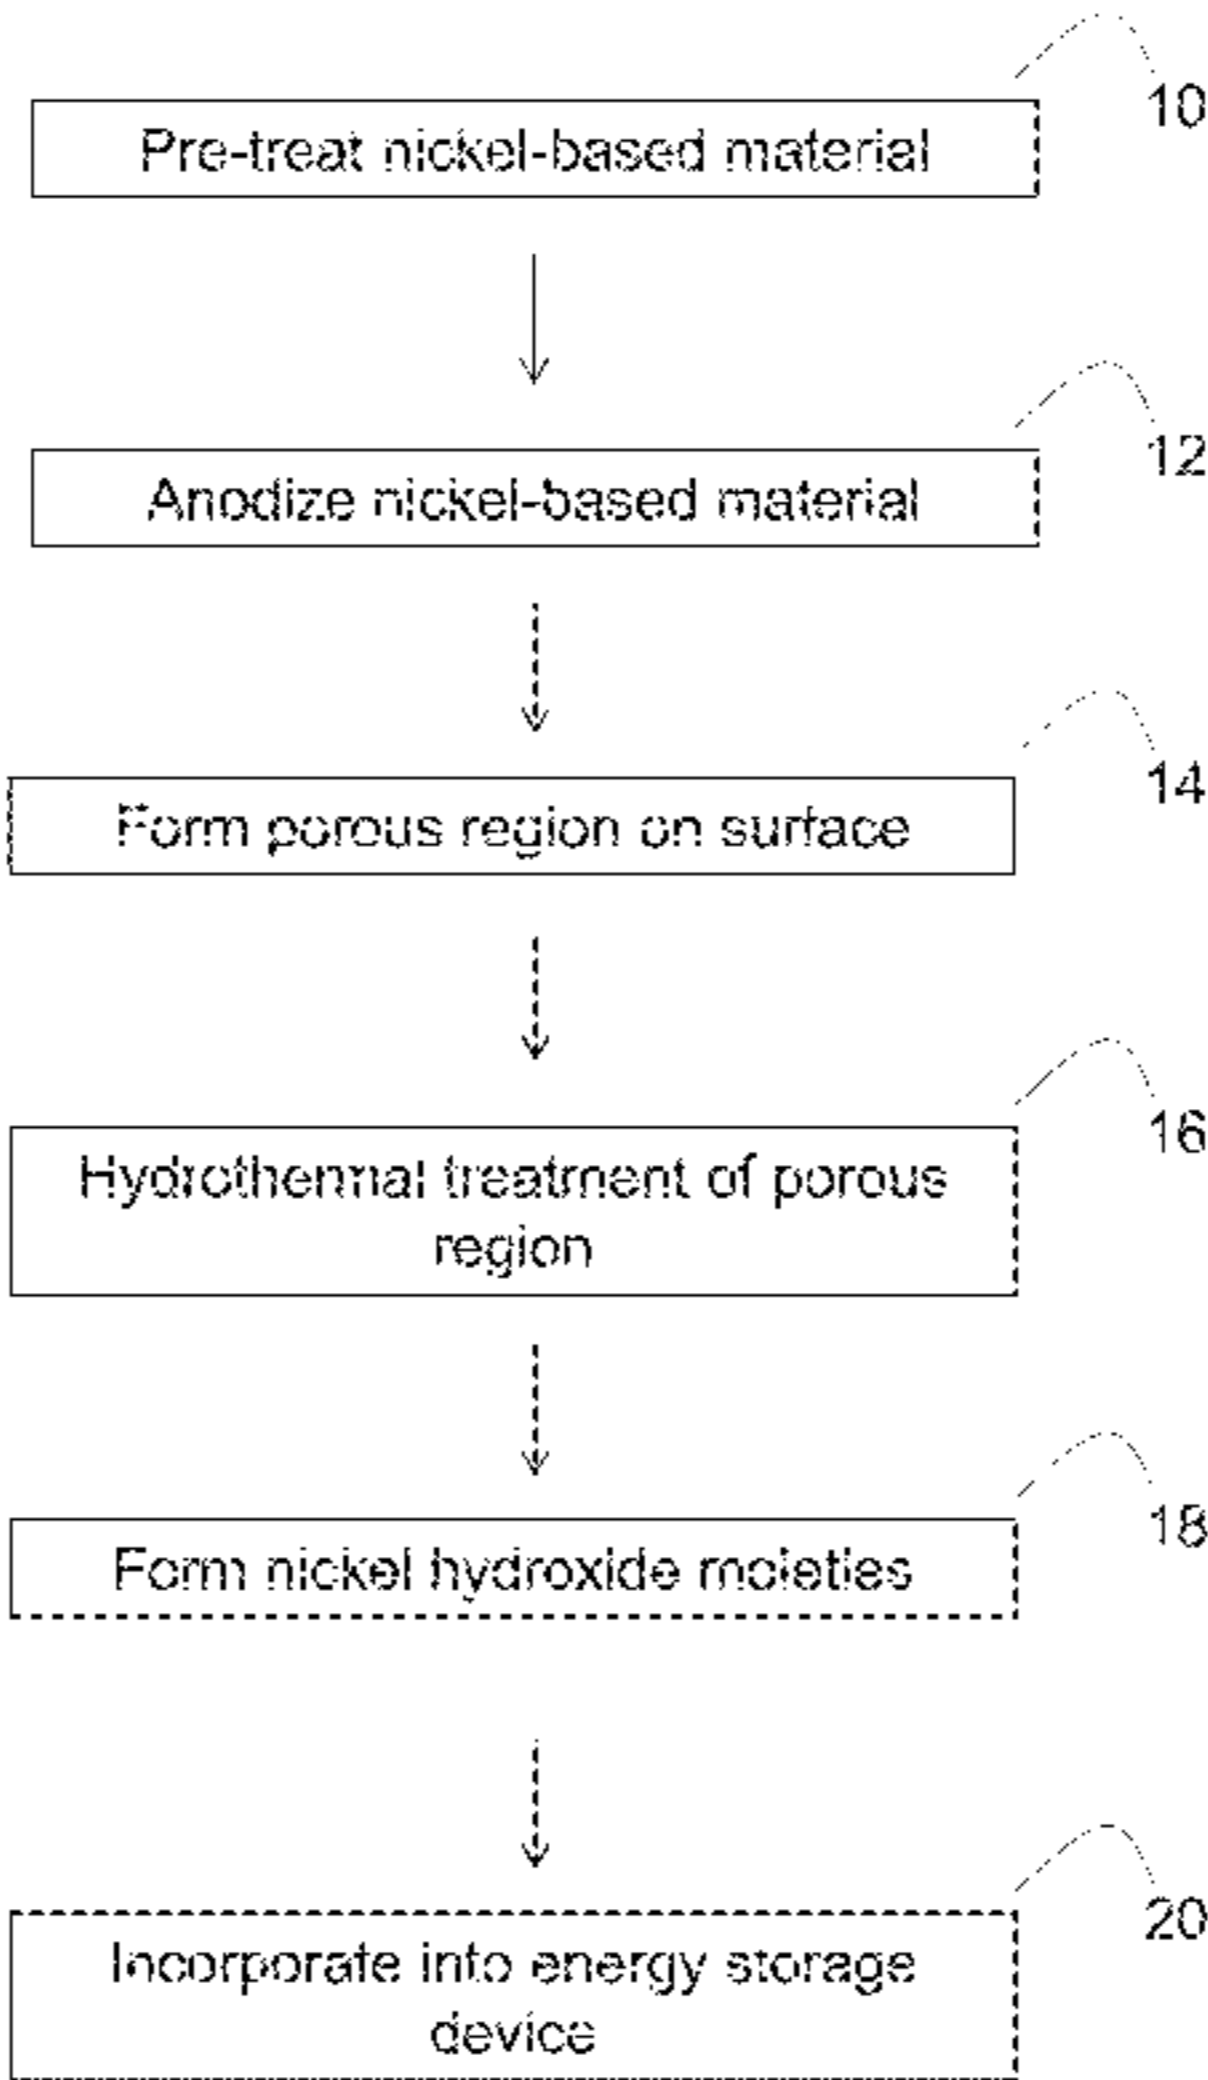 10
Pre-treat nickel-based material
12
Anodize nickel-based material
14
Form porous region on surface
16
Hydrothermal treatment of porous
region
18
Form nickel hydroxide moieties
20
Incorporate into energy storage
device